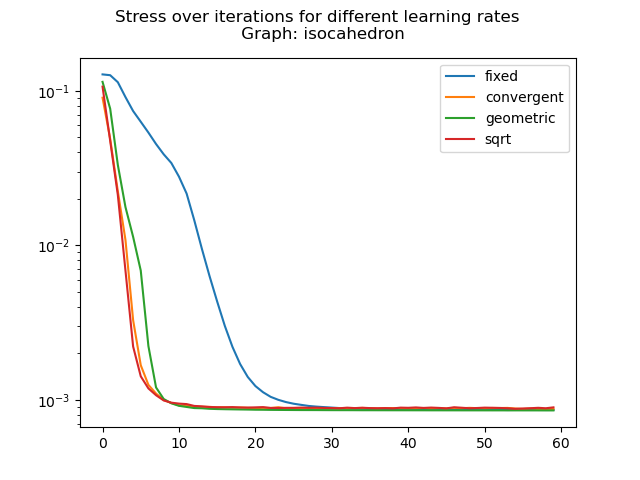 Stress over iterations for different learning rates
Graph: isocahedron
fixed
convergent
geometric
sqrt
10⁻¹
10⁻²
10⁻³
0 10 20 30 40 50 60